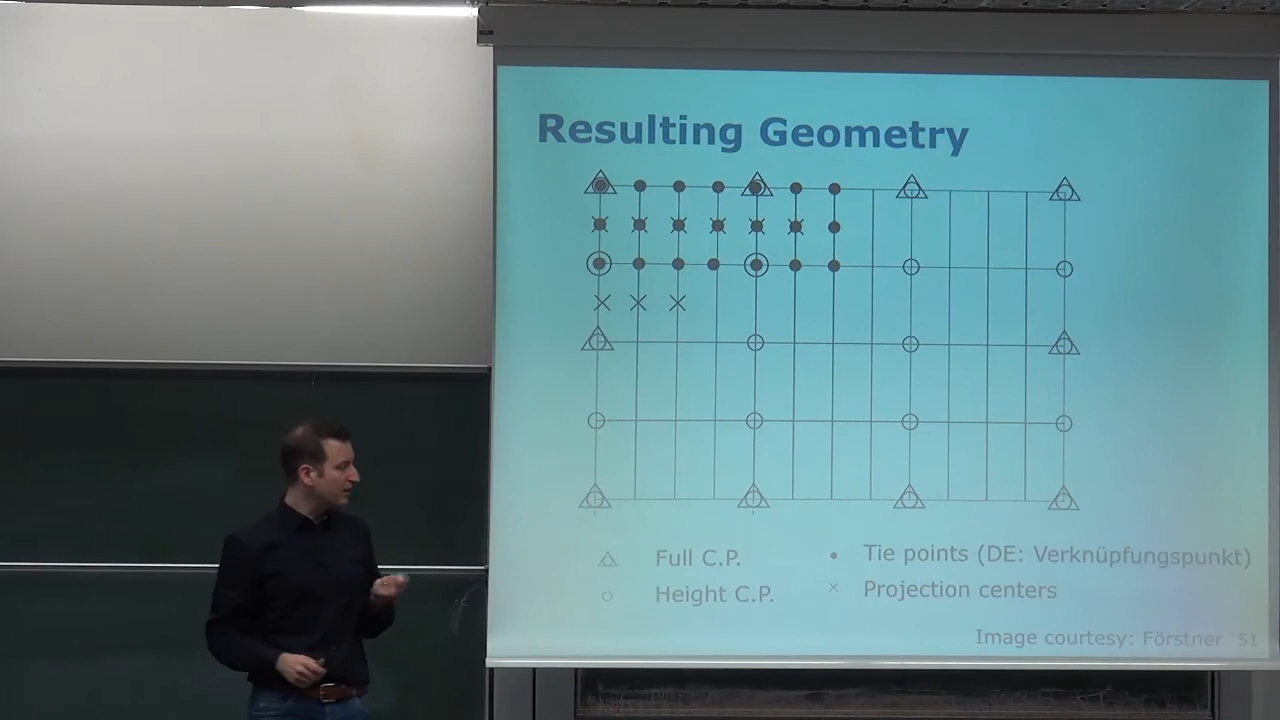 Resulting Geometry
Full C.P.
Tie points (DE: Verknüpfungspunkt)
Height C.P.
Projection centers
Image courtesy: Förstner 51